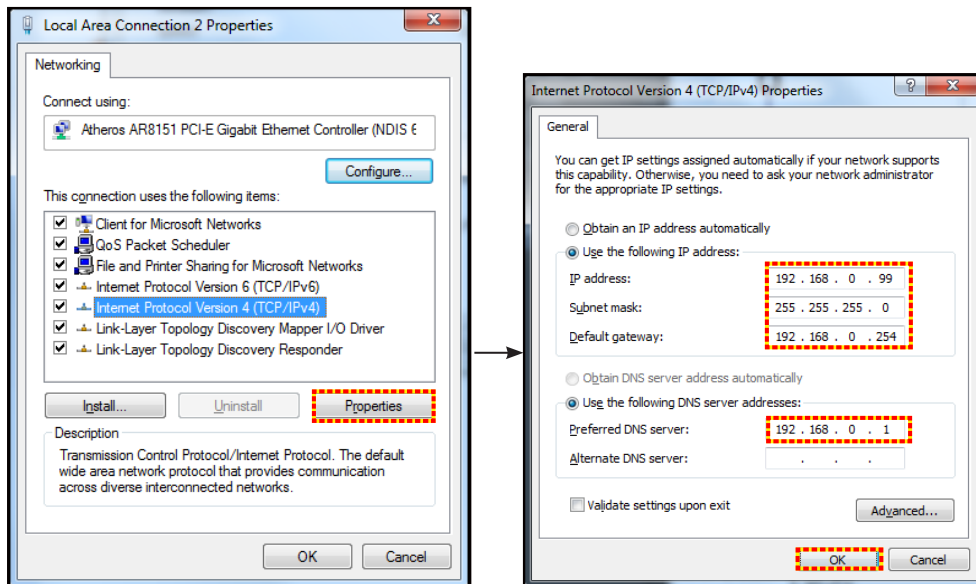 Local Area Connection 2 Properties
Networking
Connect using:
Atheros AR8151 PCI-E Gigabit Ethernet Controller (NDIS 6
Configure...
This connection uses the following items:
Client for Microsoft Networks
QoS Packet Scheduler
File and Printer Sharing for Microsoft Networks
Internet Protocol Version 6 (TCP/IPv6)
Internet Protocol Version 4 (TCP/IPv4)
Link-Layer Topology Discovery Mapper I/O Driver
Link-Layer Topology Discovery Responder
Install...
Uninstall
Properties
Description
Transmission Control Protocol/Internet Protocol. The default
wide area network protocol that provides communication
across diverse interconnected networks.
OK
Cancel
Internet Protocol Version 4 (TCP/IPv4) Properties
General
You can get IP settings assigned automatically if your network supports
this capability. Otherwise, you need to ask your network administrator
for the appropriate IP settings.
Obtain an IP address automatically
Use the following IP address:
IP address: 192 . 168 . 0 . 99
Subnet mask: 255 . 255 . 255 . 0
Default gateway: 192 . 168 . 0 . 254
Obtain DNS server address automatically
Use the following DNS server addresses:
Preferred DNS server: 192 . 168 . 0 . 1
Alternate DNS server: . . .
Validate settings upon exit
Advanced...
OK
Cancel